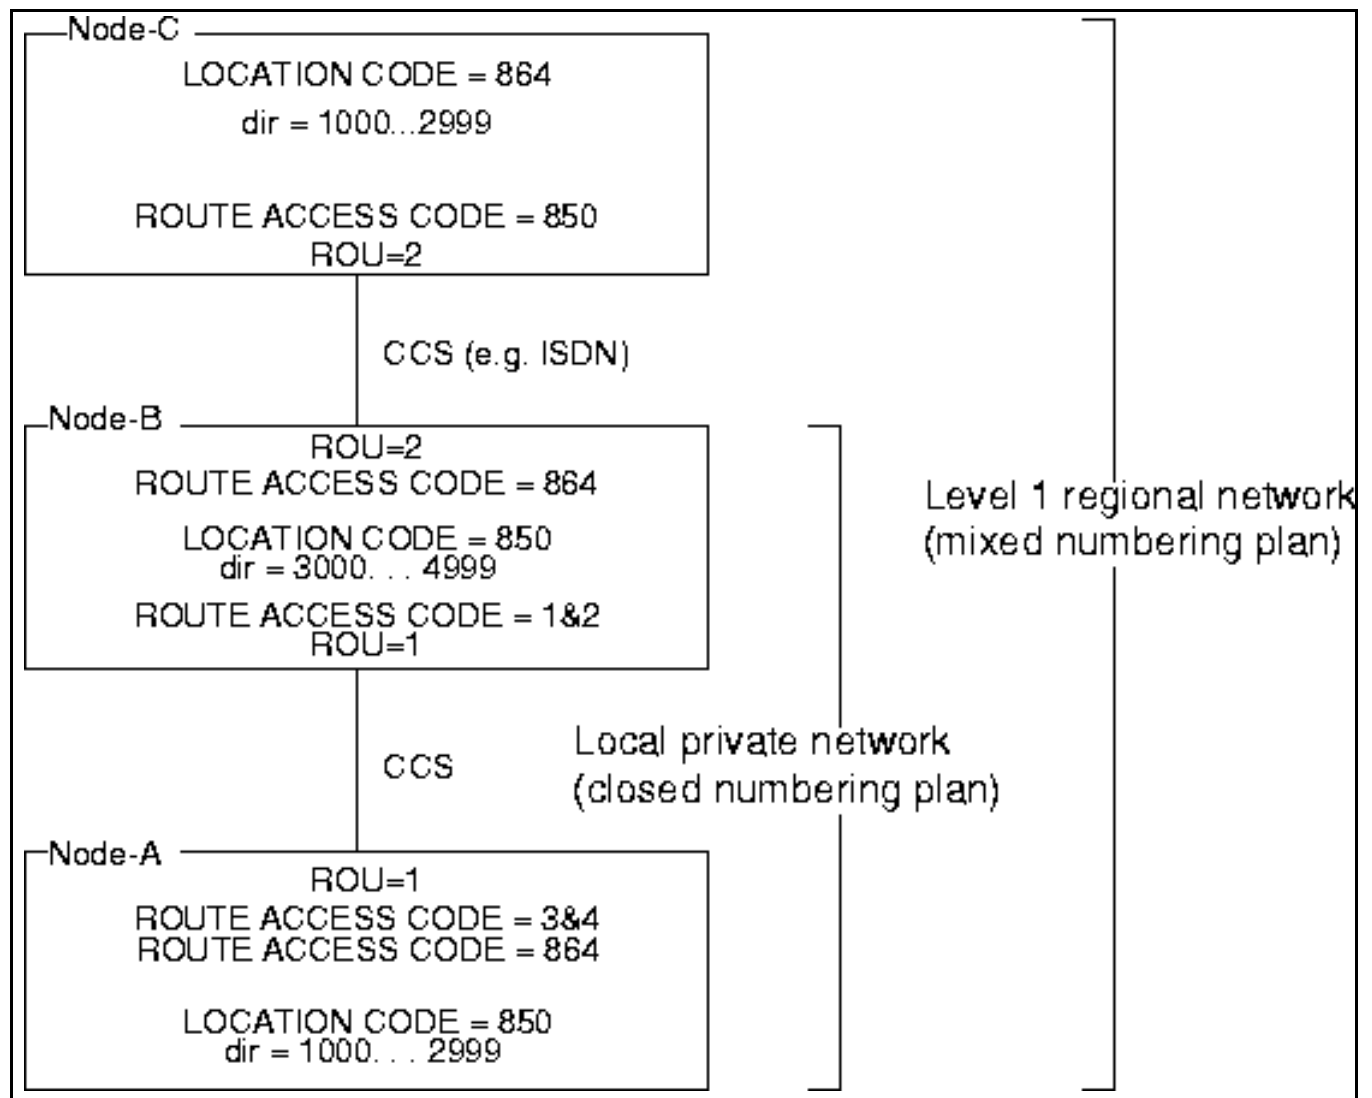 Node-C
LOCATION CODE = 864
dir = 1000...2999
ROUTE ACCESS CODE = 850
ROU=2
CCS (e.g. ISDN)
Node-B
ROU=2
ROUTE ACCESS CODE = 864
LOCATION CODE = 850
dir = 3000. . . 4999
ROUTE ACCESS CODE = 1&2
ROU=1
Level 1 regional network
(mixed numbering plan)
CCS
Local private network
(closed numbering plan)
Node-A
ROU=1
ROUTE ACCESS CODE = 3&4
ROUTE ACCESS CODE = 864
LOCATION CODE = 850
dir = 1000. . . 2999